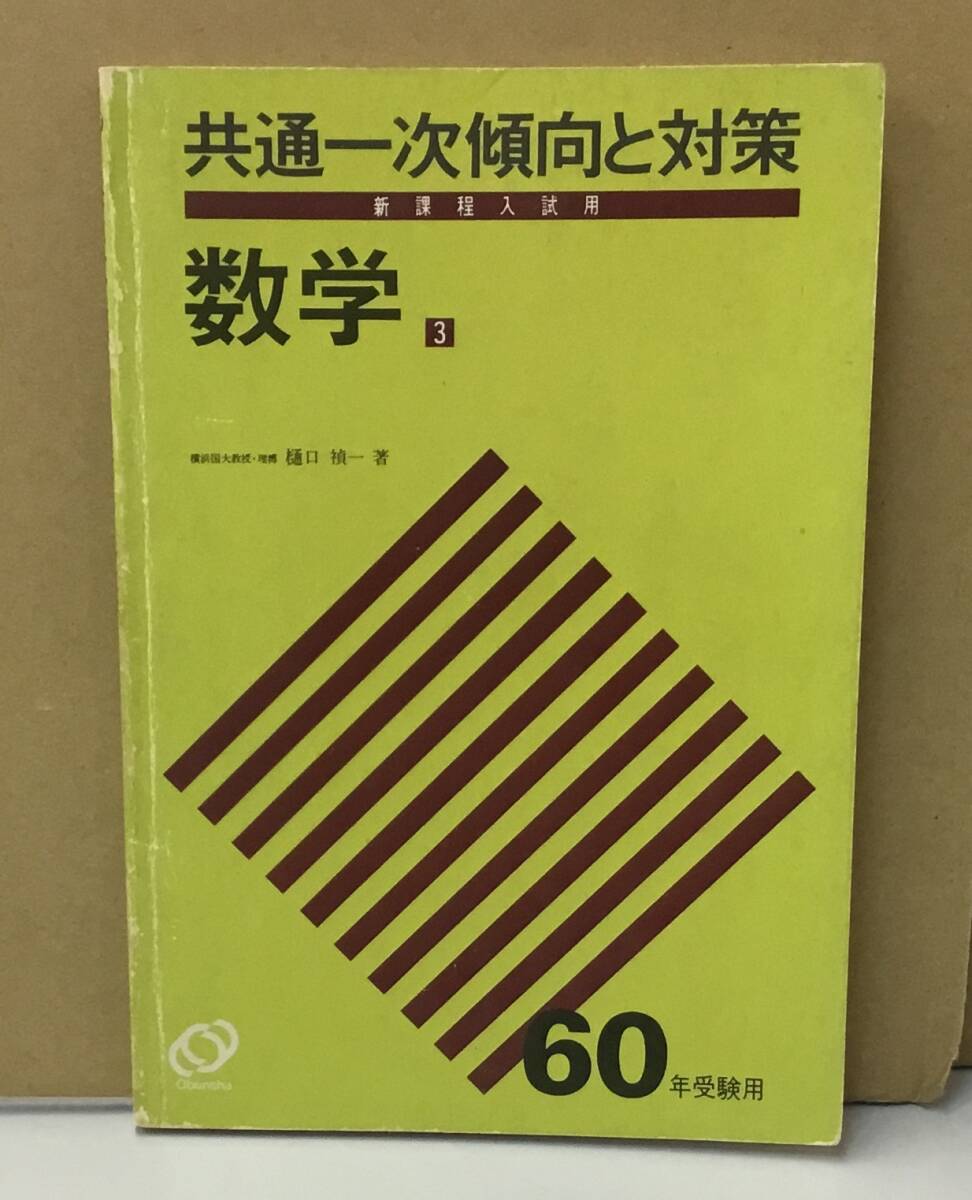 共通一次傾向と対策
新課程入試用
数学 3
横浜国大教授・理博 樋口 禎一 著
60年受験用
Obunsha